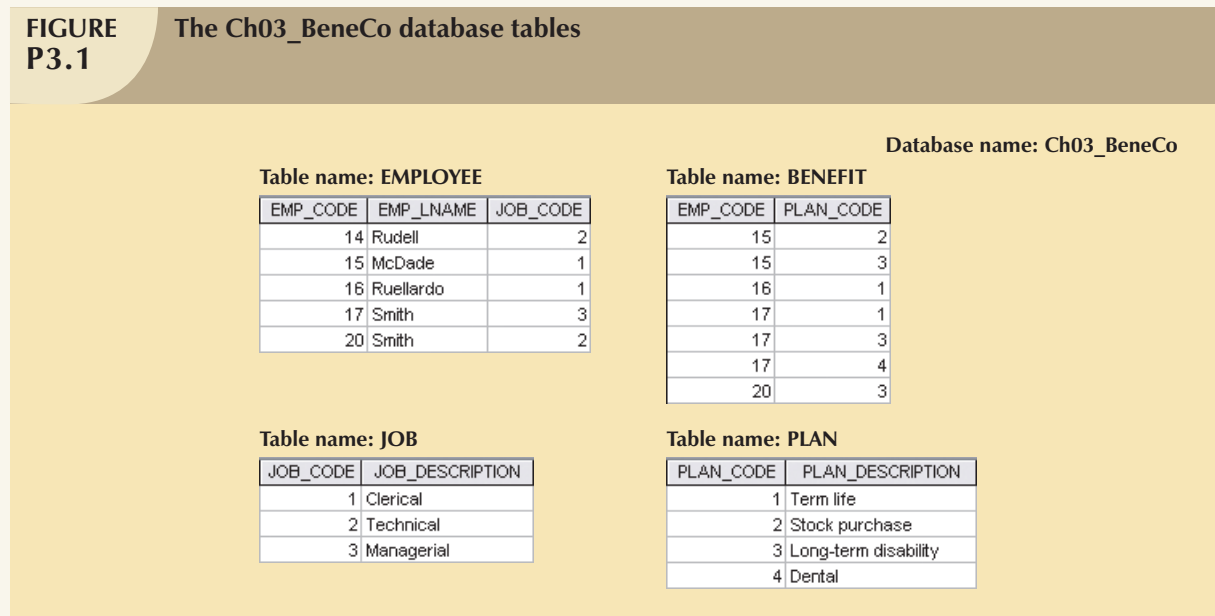 FIGURE P3.1
The Ch03_BeneCo database tables
Database name: Ch03_BeneCo
Table name: EMPLOYEE
EMP_CODE EMP_LNAME JOB_CODE
14 Rudell 2
15 McDade 1
16 Ruellardo 1
17 Smith 3
20 Smith 2
Table name: BENEFIT
EMP_CODE PLAN_CODE
15 2
15 3
16 1
17 1
17 3
17 4
20 3
Table name: JOB
JOB_CODE JOB_DESCRIPTION
1 Clerical
2 Technical
3 Managerial
Table name: PLAN
PLAN_CODE PLAN_DESCRIPTION
1 Term life
2 Stock purchase
3 Long-term disability
4 Dental